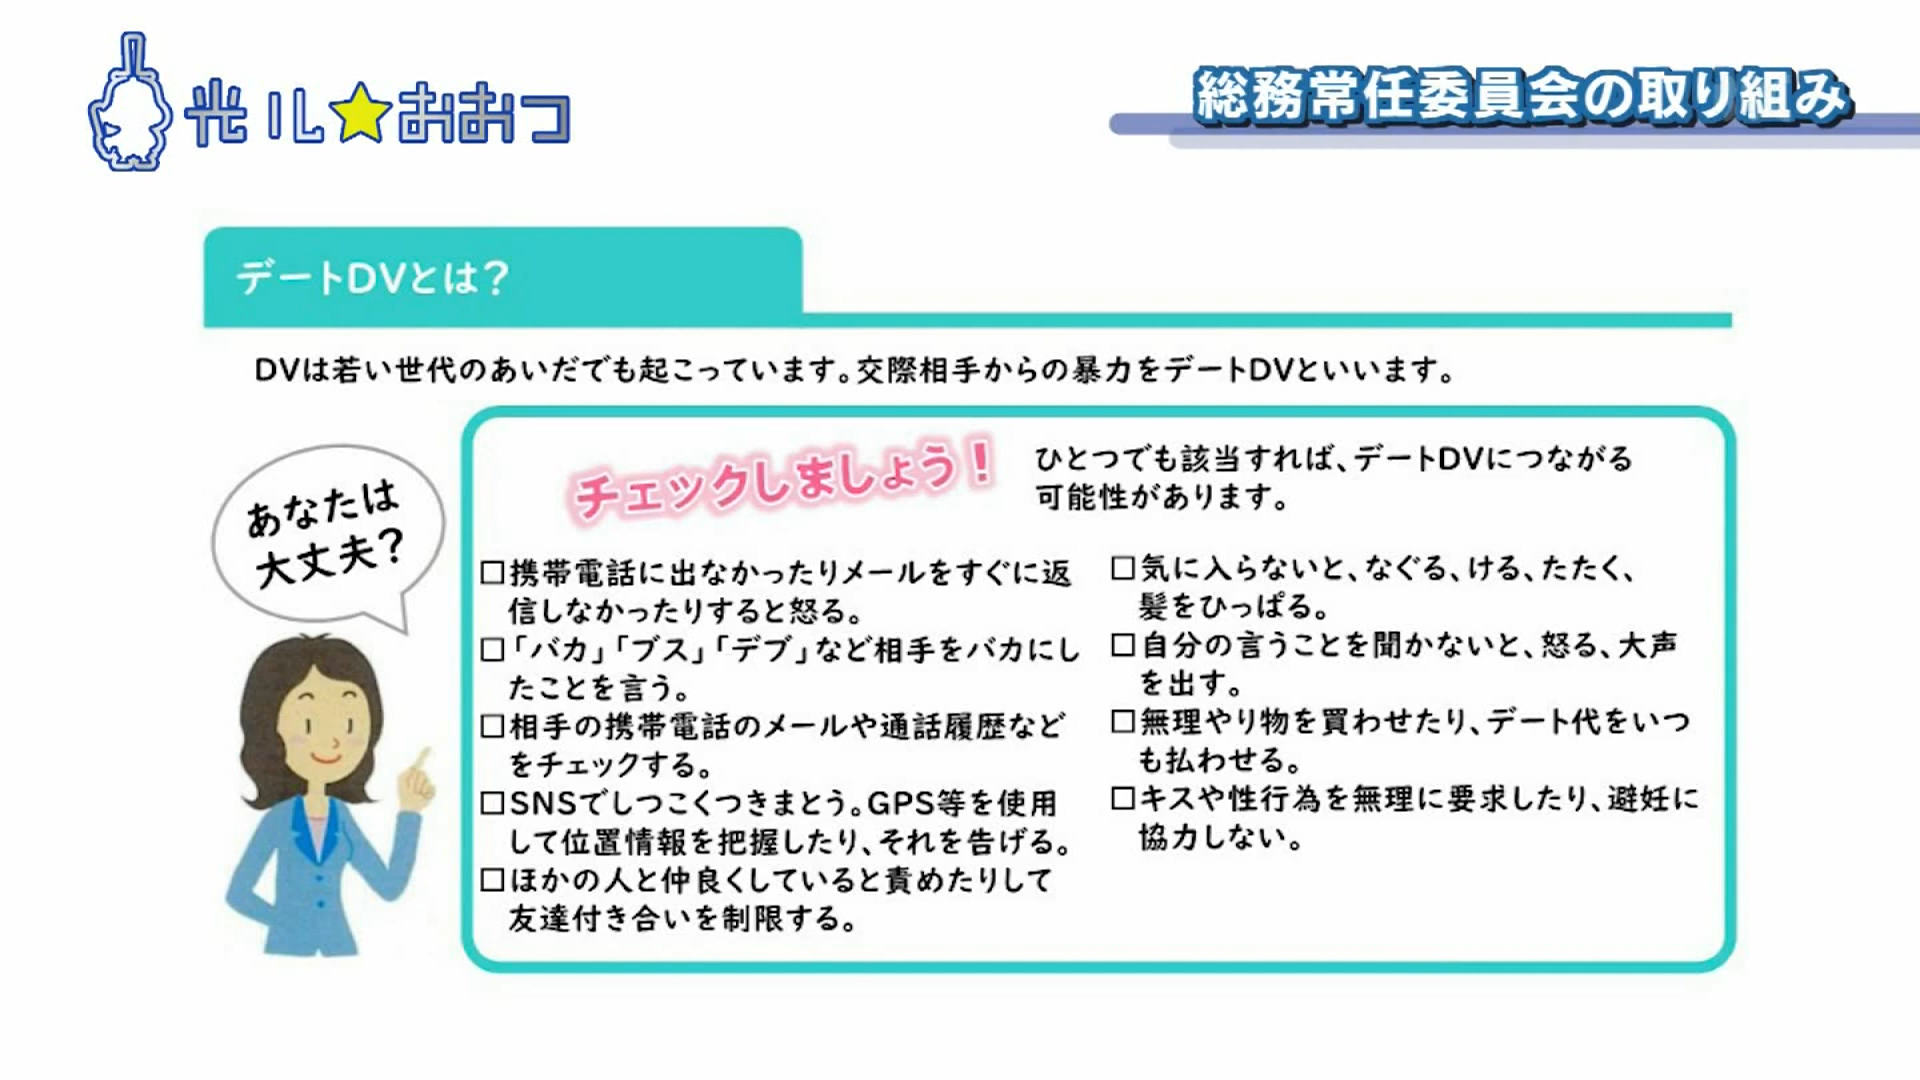 光ル★おおつ
総務常任委員会の取り組み
デートDVとは?
DVは若い世代のあいだでも起こっています。交際相手からの暴力をデートDVといいます。
あなたは
大丈夫?
チェックしましょう!
ひとつでも該当すれば、デートDVにつながる
可能性があります。
□携帯電話に出なかったりメールをすぐに返
信しなかったりすると怒る。
□「バカ」「ブス」「デブ」など相手をバカにし
たことを言う。
□相手の携帯電話のメールや通話履歴など
をチェックする。
□SNSでしつこくつきまとう。GPS等を使用
して位置情報を把握したり、それを告げる。
□ほかの人と仲良くしていると責めたりして
友達付き合いを制限する。
□気に入らないと、なぐる、ける、たたく、
髪をひっぱる。
□自分の言うことを聞かないと、怒る、大声
を出す。
□無理やり物を買わせたり、デート代をいつ
も払わせる。
□キスや性行為を無理に要求したり、避妊に
協力しない。